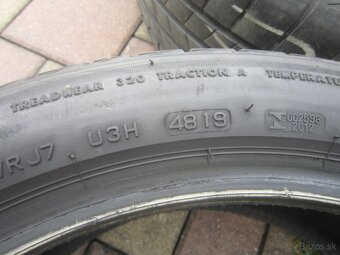 TREADWEAR 320 TRACTION A TEMPERATU
RJ7 U3H 4819 002598
2012
Bazos.sk